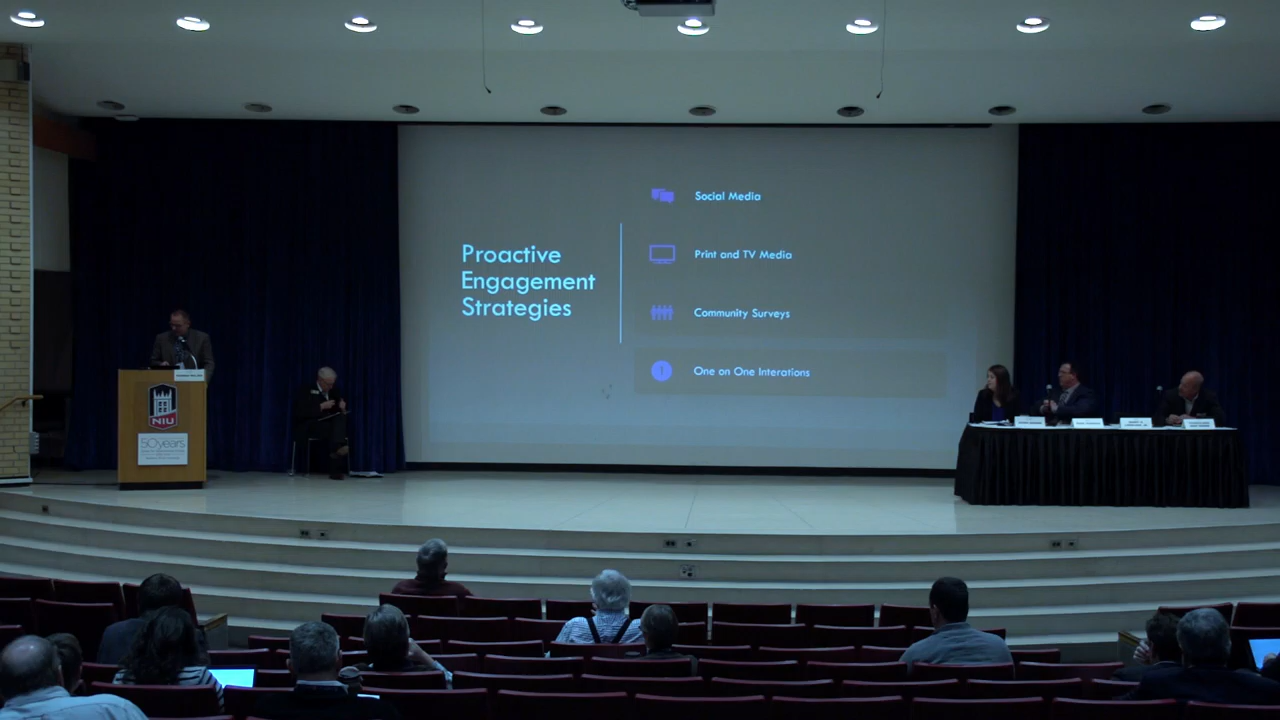 Social Media
Print and TV Media
Proactive
Engagement
Strategies
Community Surveys
One on One Interations
NIU
50years